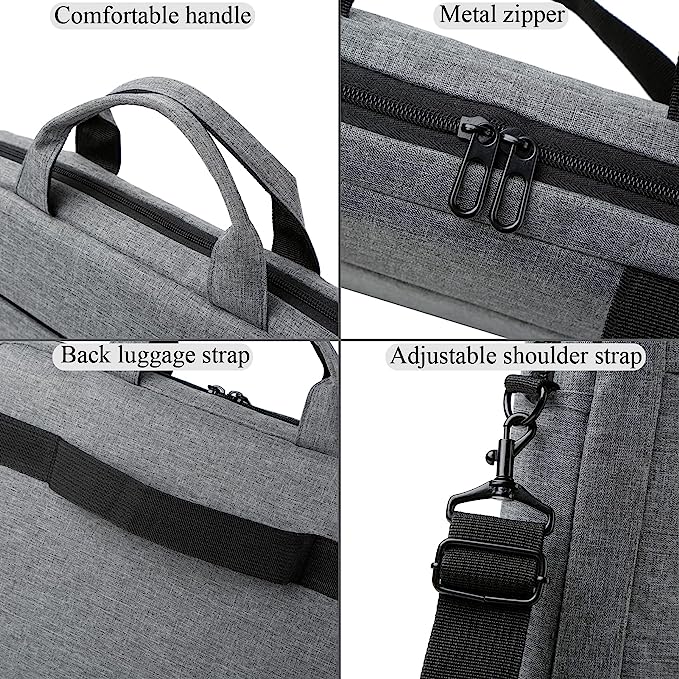 Comfortable handle
Metal zipper
Back luggage strap
Adjustable shoulder strap